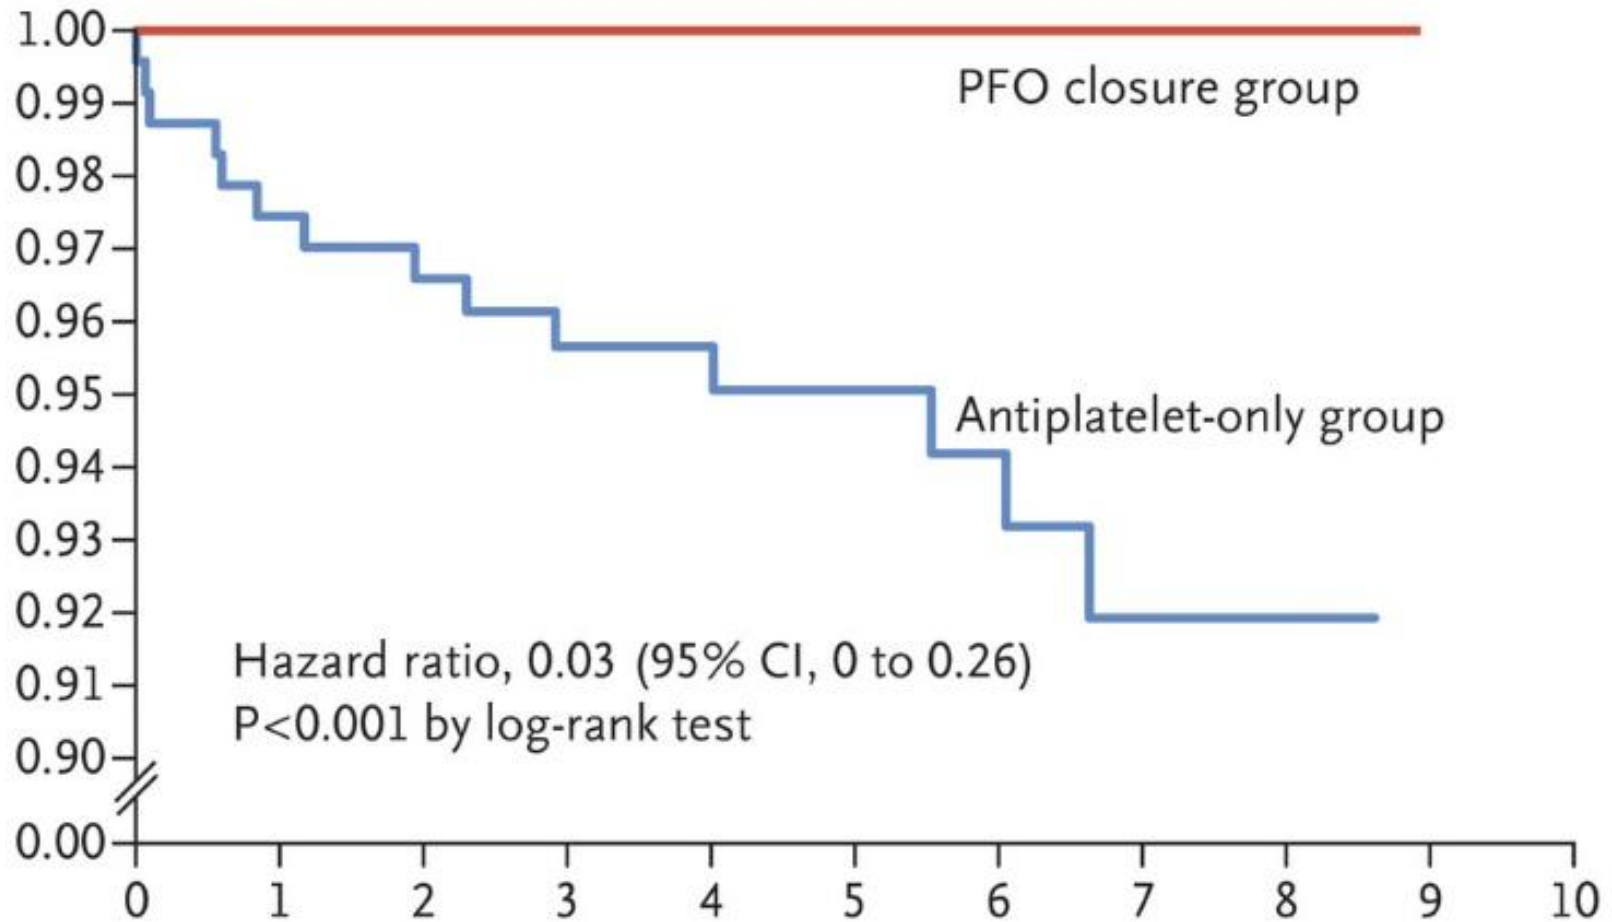 1.00
PFO closure group
0.99
0.98
0.97
0.96
0.95
Antiplatelet-only group
0.94
0.93
0.92
Hazard ratio, 0.03 (95% CI, 0 to 0.26)
0.91
P<0.001 by log-rank test
0.90
0.00
0 1 2 3 4 5 6 7 8 9 10